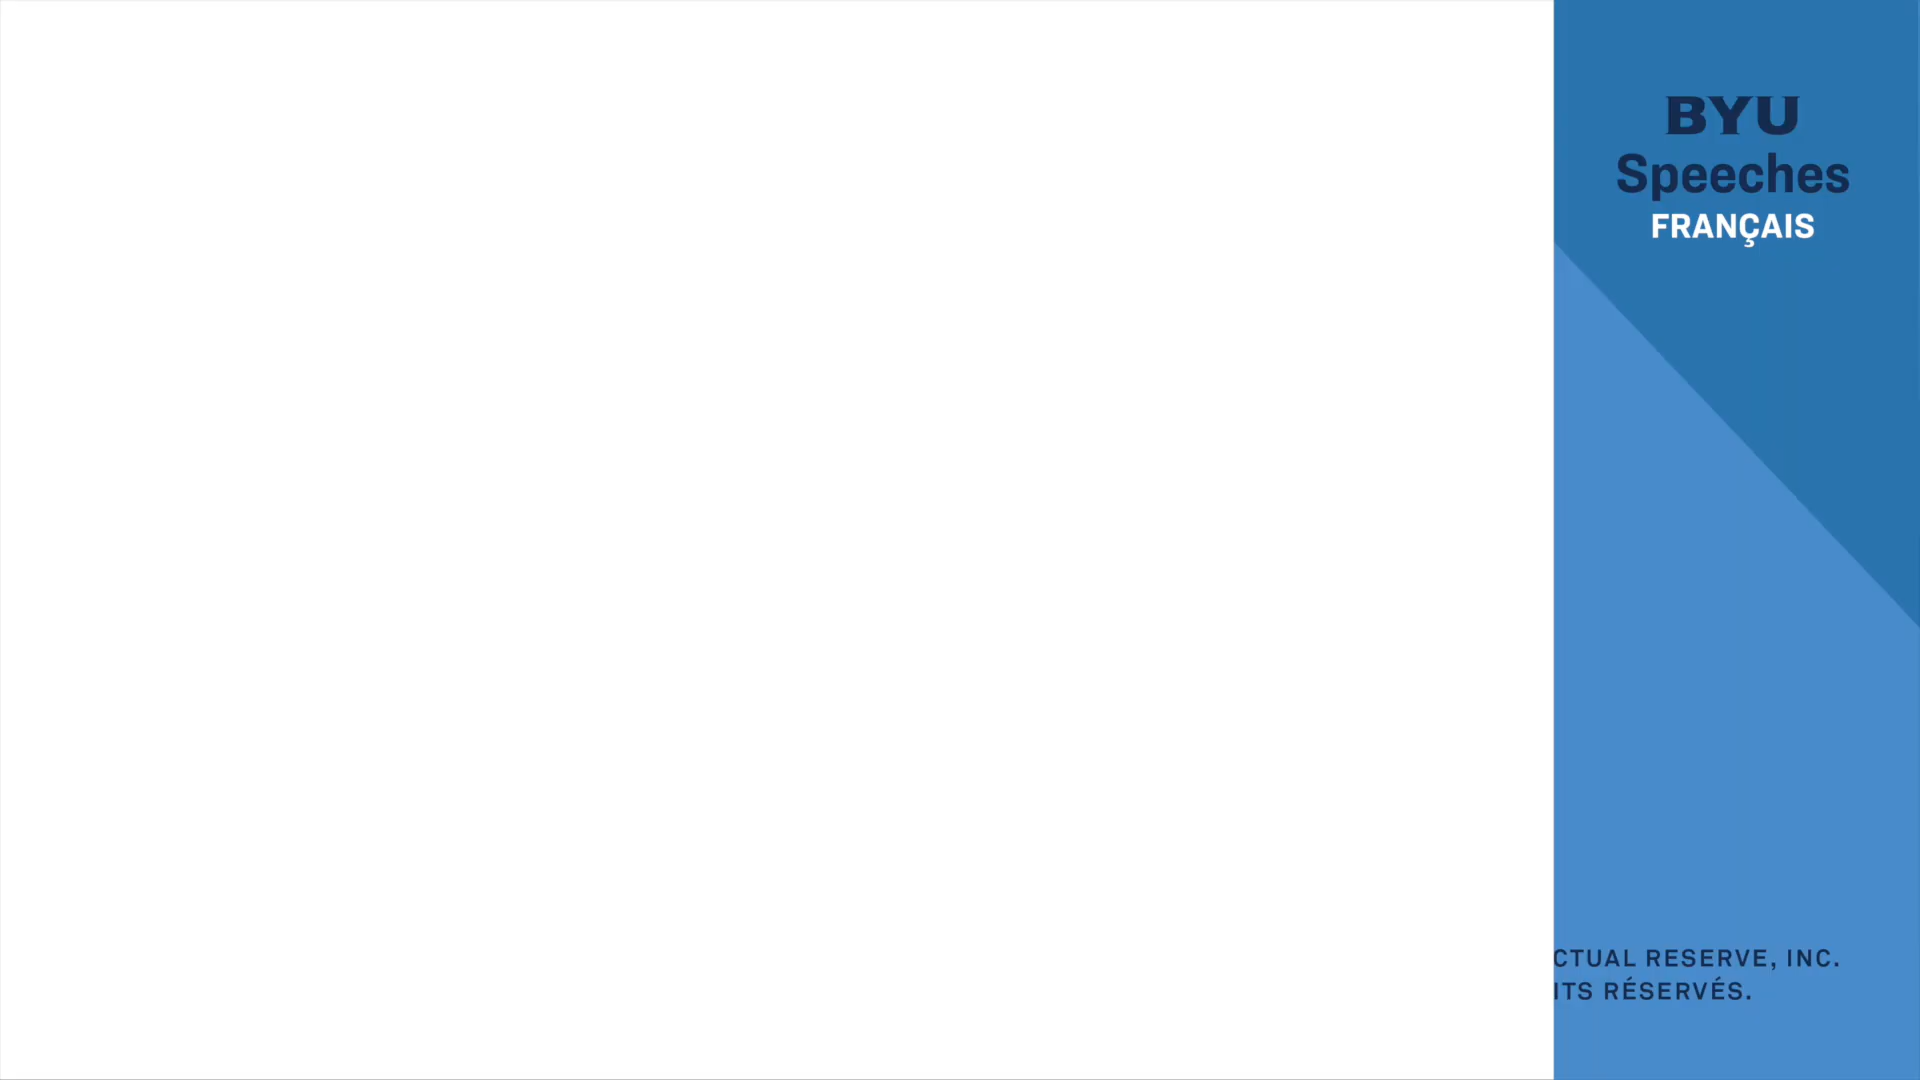 BYU
Speeches
FRANÇAIS
CTUAL RESERVE, INC.
ITS RÉSERVÉS.